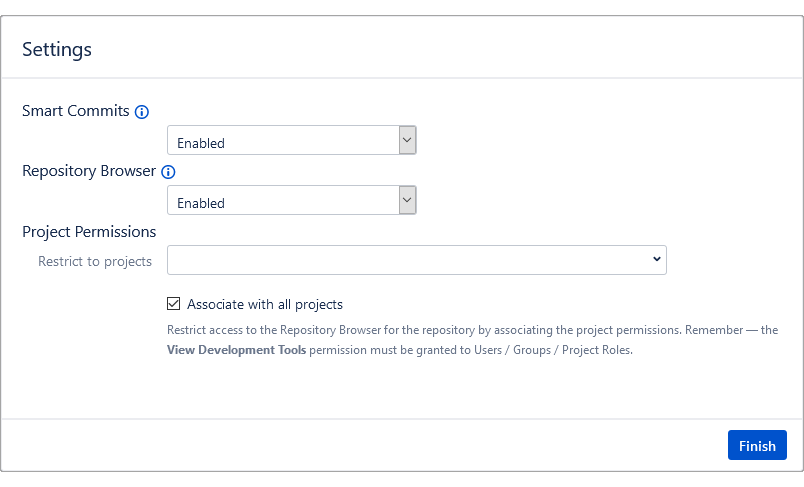 Settings
Smart Commits
Enabled
Repository Browser
Enabled
Project Permissions
Restrict to projects
Associate with all projects
Restrict access to the Repository Browser for the repository by associating the project permissions. Remember — the
View Development Tools permission must be granted to Users / Groups / Project Roles.
Finish